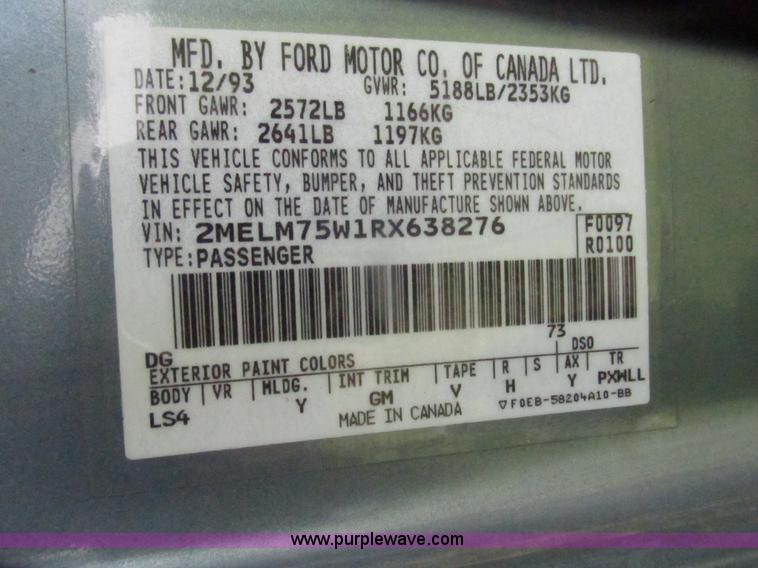 MFD. BY FORD MOTOR CO. OF CANADA LTD.
DATE: 12/93 GVWR: 5188LB/2353KG
FRONT GAWR: 2572LB 1166KG
REAR GAWR: 2641LB 1197KG
THIS VEHICLE CONFORMS TO ALL APPLICABLE FEDERAL MOTOR
VEHICLE SAFETY, BUMPER, AND THEFT PREVENTION STANDARDS
IN EFFECT ON THE DATE OF MANUFACTURE SHOWN ABOVE.
VIN: 2MELM75W1RX638276 F0097
TYPE: PASSENGER R0100
73
DG DSO
EXTERIOR PAINT COLORS
BODY VR MLDG. INT TRIM TAPE R S AX TR
LS4 Y GM V H Y PXWLL
MADE IN CANADA ▽F0EB-58204A10-BB
www.purplewave.com